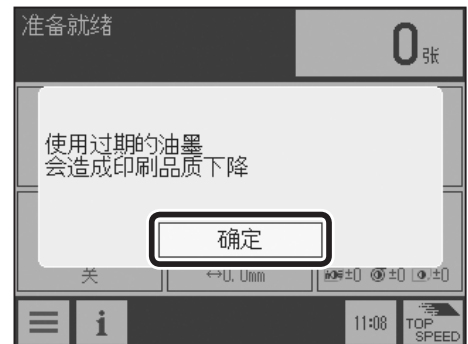 准备就绪
0张
使用过期的油墨
会造成印刷品质下降
确定
关
↔0.0mm
±0 ±0 ±0
i
11:08
TOP
SPEED